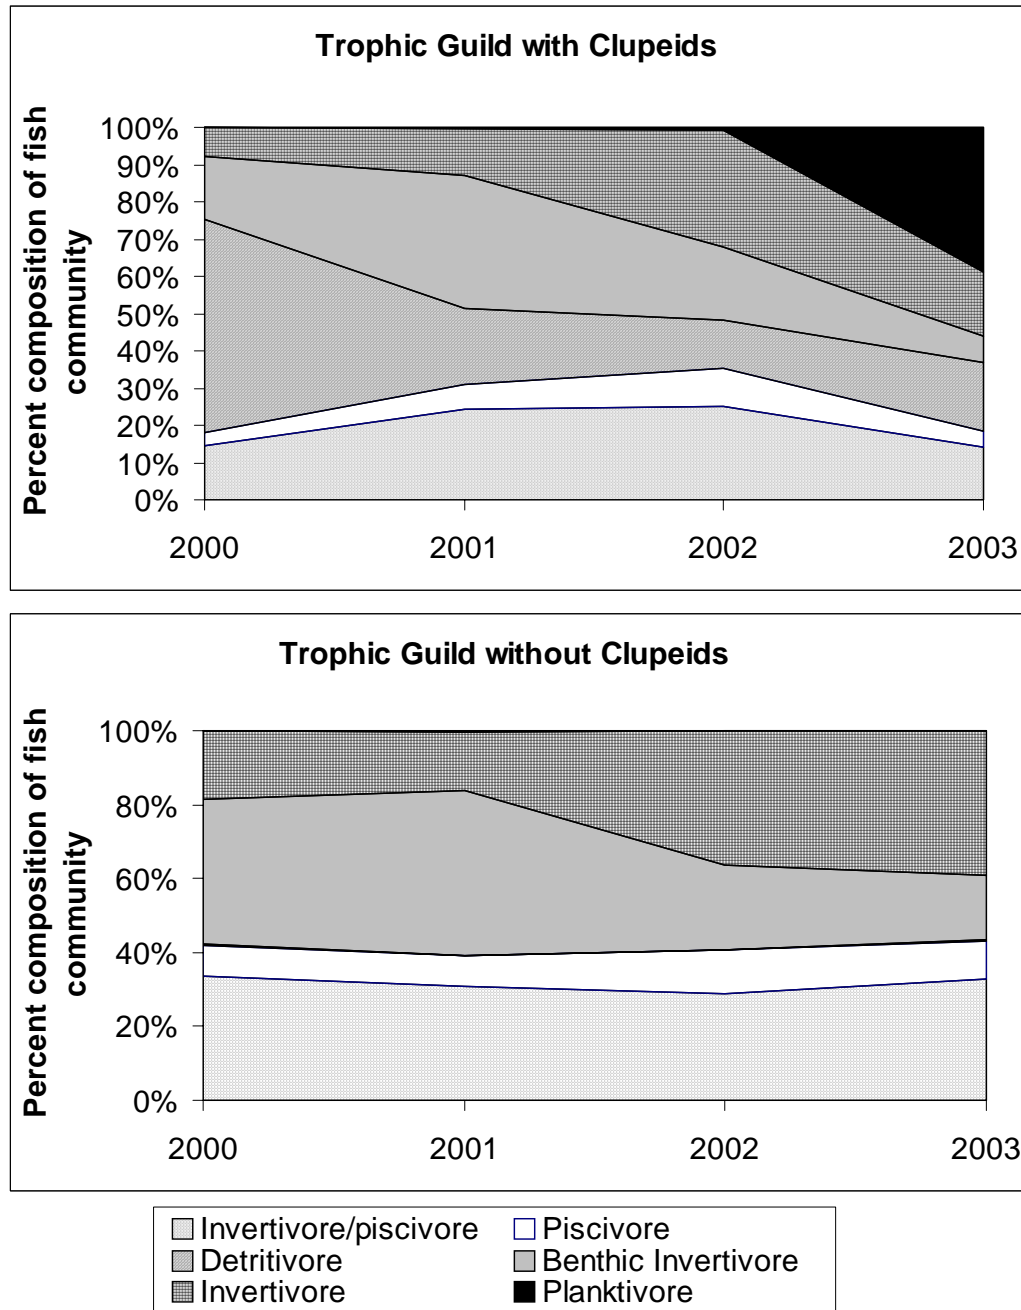 Trophic Guild with Clupeids
Percent composition of fish
community
100%
90%
80%
70%
60%
50%
40%
30%
20%
10%
0%
2000 2001 2002 2003
Trophic Guild without Clupeids
Percent composition of fish
community
100%
80%
60%
40%
20%
0%
2000 2001 2002 2003
Invertivore/piscivore Piscivore
Detritivore Benthic Invertivore
Invertivore Planktivore